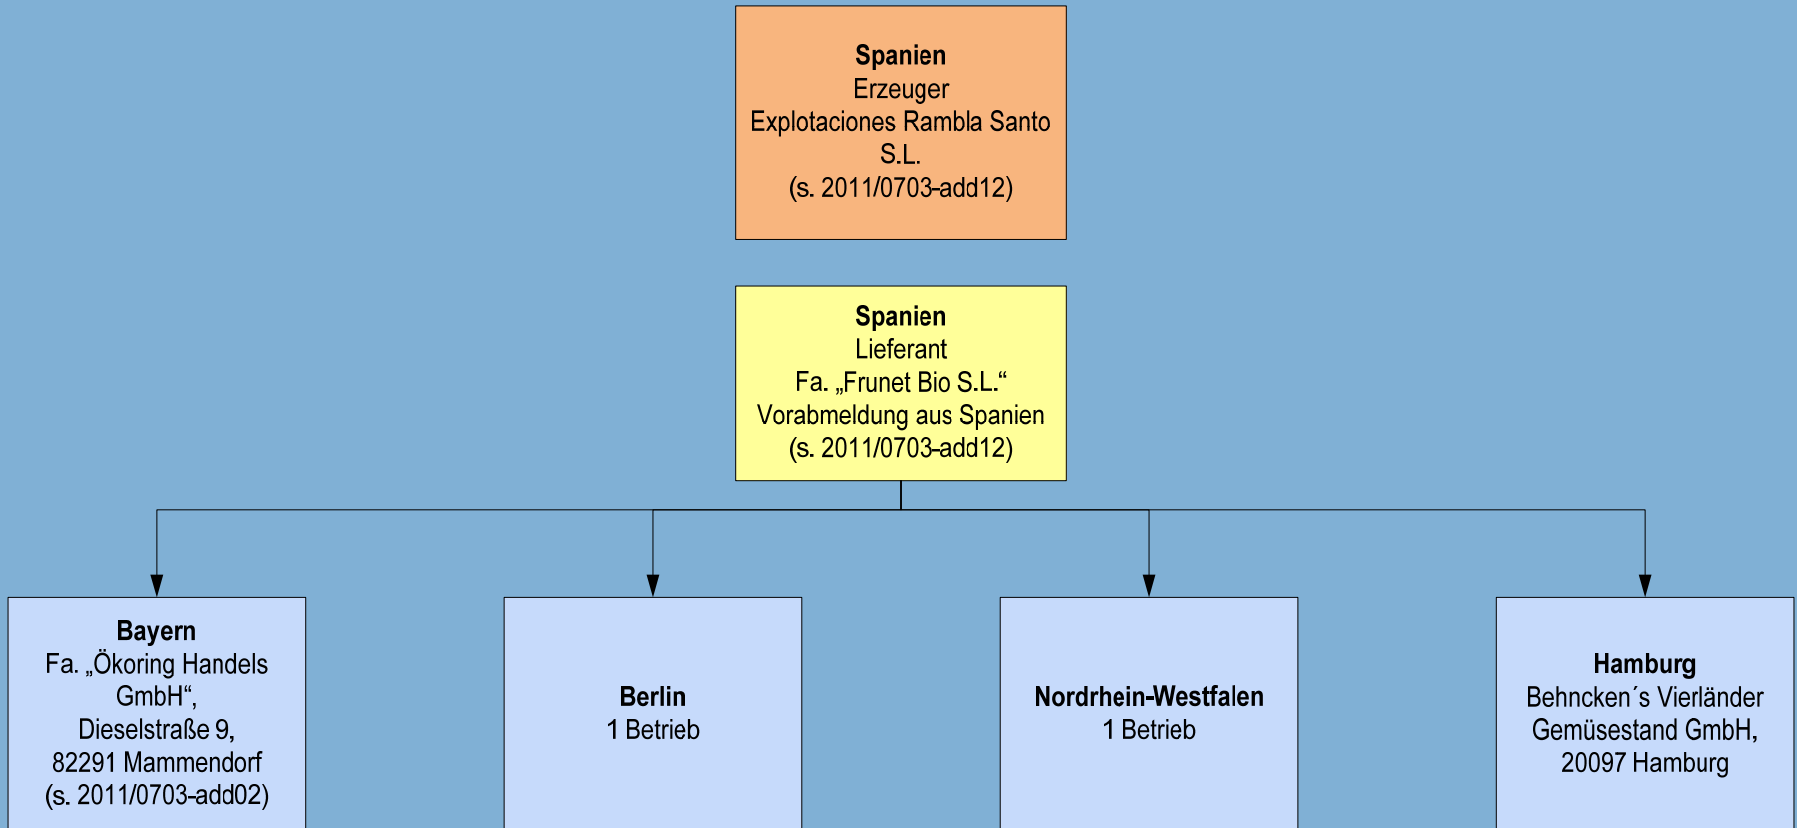 Spanien
Erzeuger
Explotaciones Rambla Santo
S.L.
(s. 2011/0703-add12)
Spanien
Lieferant
Fa. „Frunet Bio S.L.“
Vorabmeldung aus Spanien
(s. 2011/0703-add12)
Bayern
Fa. „Ökoring Handels
GmbH“,
Dieselstraße 9,
82291 Mammendorf
(s. 2011/0703-add02)
Berlin
1 Betrieb
Nordrhein-Westfalen
1 Betrieb
Hamburg
Behncken´s Vierländer
Gemüsestand GmbH,
20097 Hamburg